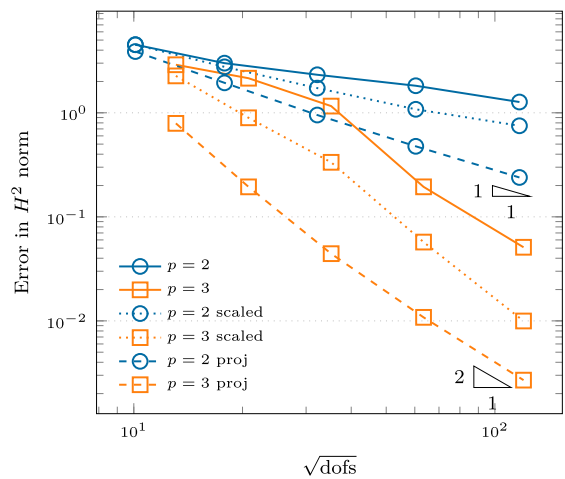 10⁰
10⁻¹
10⁻²
Error in H² norm
1
1
2
1
p = 2
p = 3
p = 2 scaled
p = 3 scaled
p = 2 proj
p = 3 proj
10¹
10²
√dofs